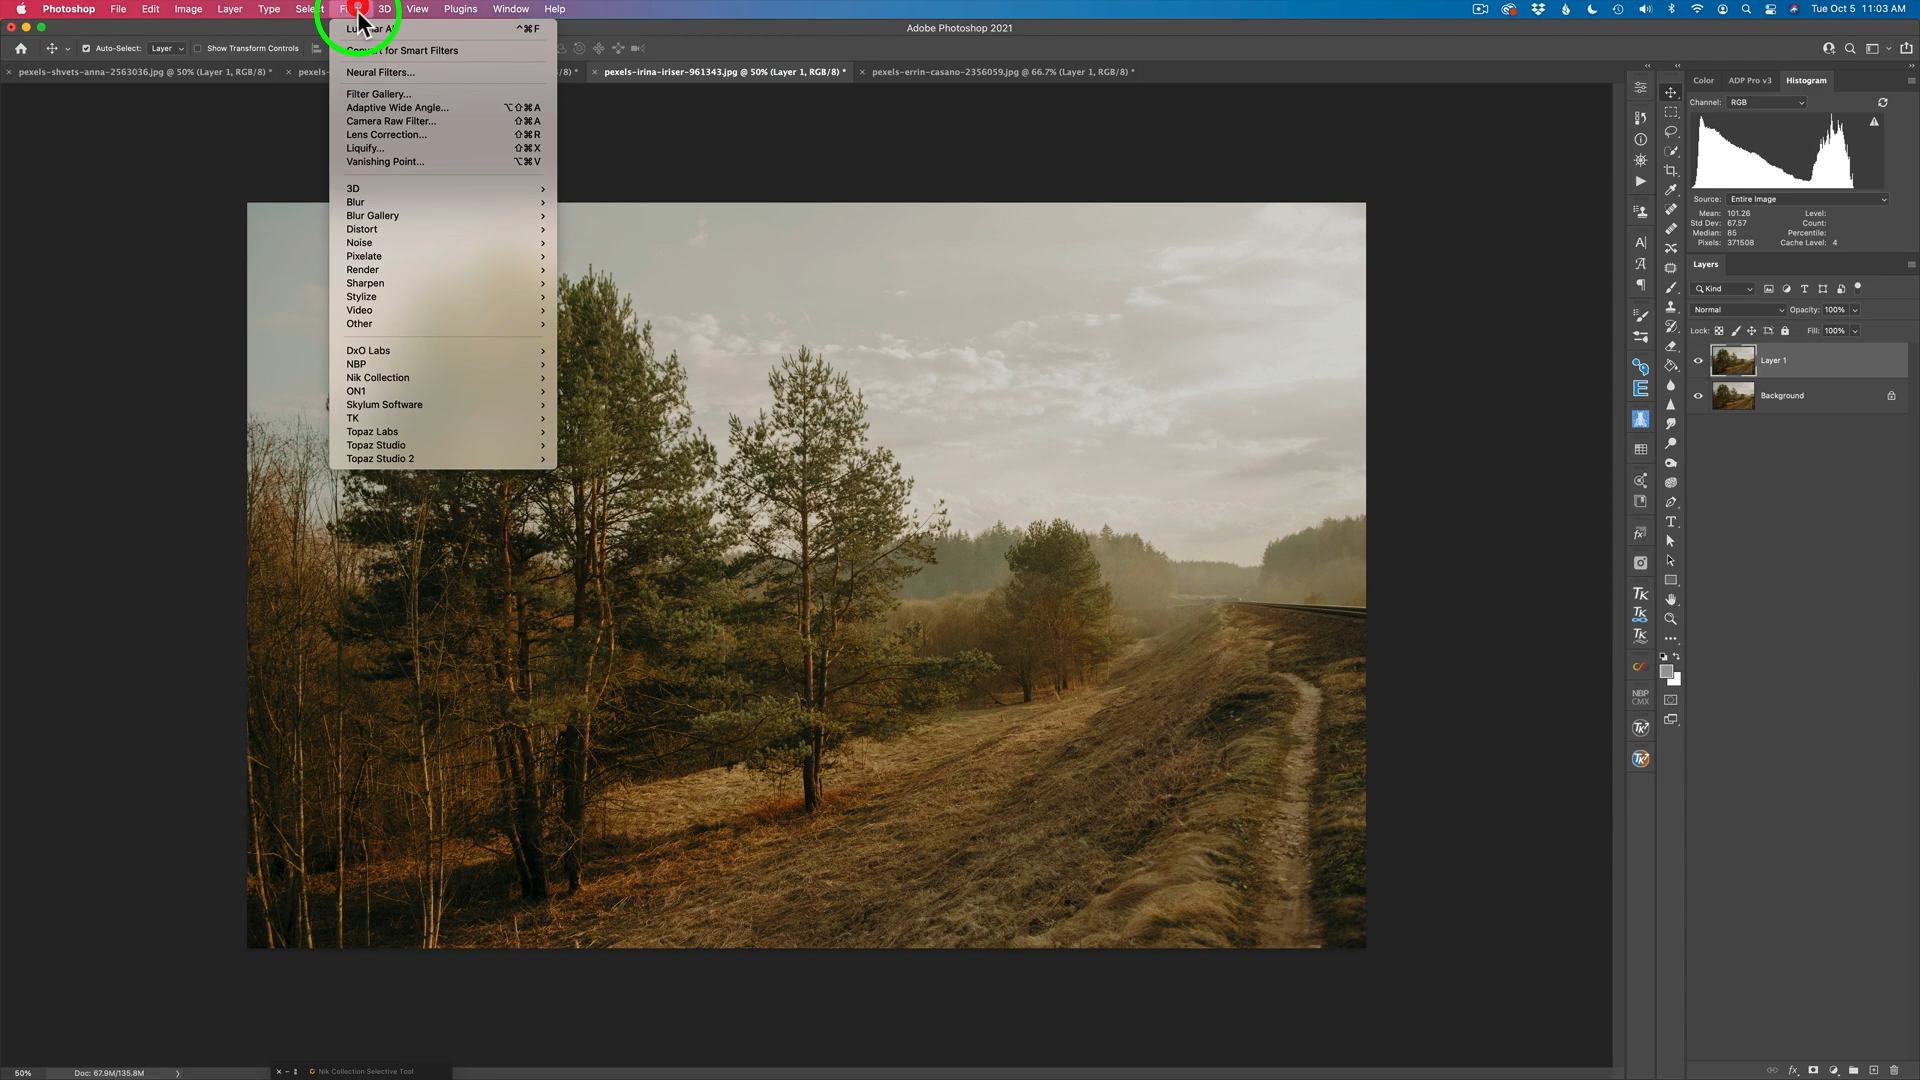 Photoshop File Edit Image Layer Type Select 3D View Plugins Window Help Tue Oct 5 11:03 AM
Adobe Photoshop 2021
Auto-Select: Layer Show Transform Controls
pexels-shvets-anna-2563036.jpg @ 50% (Layer 1, RGB/8) *
pexels-irina-iriser-961343.jpg @ 50% (Layer 1, RGB/8) *
pexels-errin-casano-2356059.jpg @ 66.7% (Layer 1, RGB/8) *
^⌘F
Convert for Smart Filters
Neural Filters...
Filter Gallery...
Adaptive Wide Angle... ⌥⇧⌘A
Camera Raw Filter... ⇧⌘A
Lens Correction... ⇧⌘R
Liquify... ⇧⌘X
Vanishing Point... ⌥⌘V
3D
Blur
Blur Gallery
Distort
Noise
Pixelate
Render
Sharpen
Stylize
Video
Other
DxO Labs
NBP
Nik Collection
ON1
Skylum Software
TK
Topaz Labs
Topaz Studio
Topaz Studio 2
Color ADP Pro v3 Histogram
Channel: RGB
Source: Entire Image
Mean: 101.26 Level:
Std Dev: 67.57 Count:
Median: 85 Percentile:
Pixels: 371508 Cache Level: 4
Layers
Kind
Normal Opacity: 100%
Lock: Fill: 100%
Layer 1
Background
TK
TK
TK
NBP
CMX
50% Doc: 67.9M/135.8M
Nik Collection Selective Tool